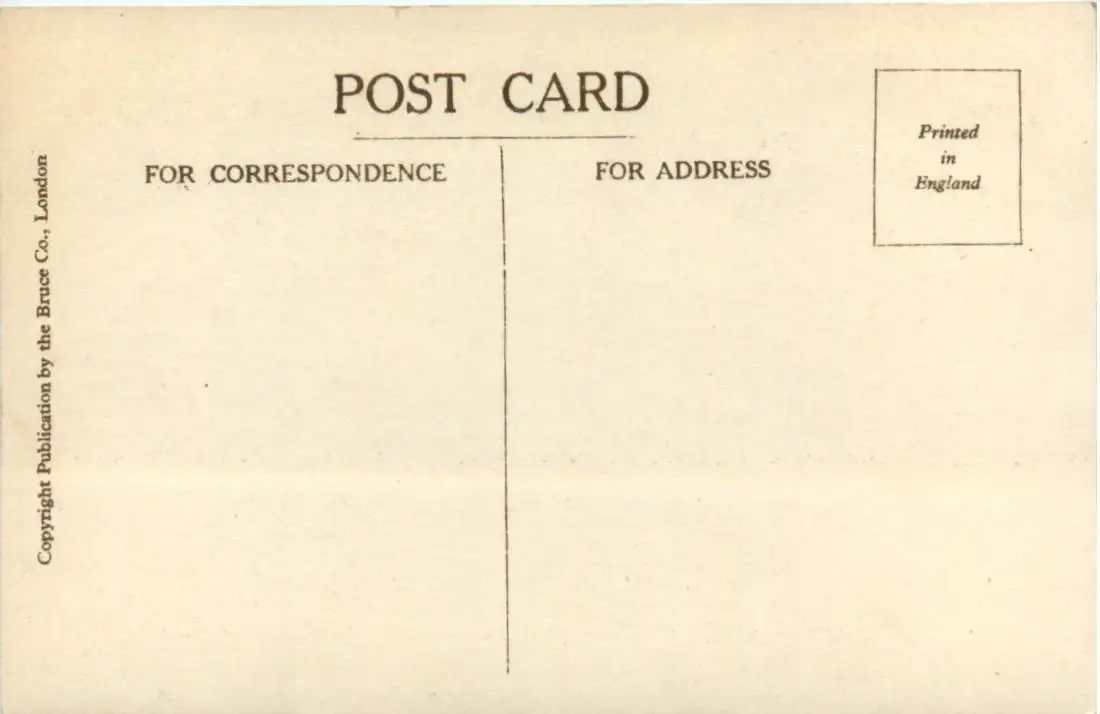 POST CARD
FOR CORRESPONDENCE
FOR ADDRESS
Printed
in
England
Copyright Publication by the Bruce Co., London